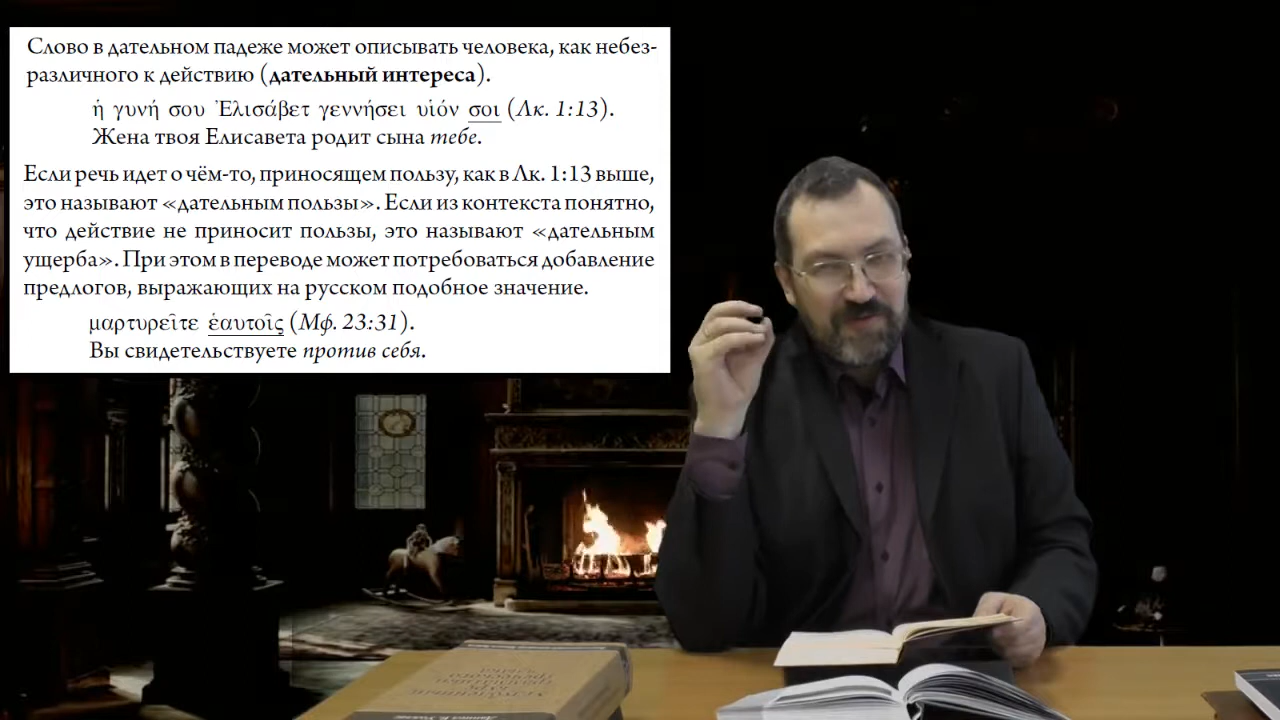 Слово в дательном падеже может описывать человека, как небез-
различного к действию (дательный интереса).
ἡ γυνή σου Ἐλισάβετ γεννήσει υἱόν σοι (Лк. 1:13).
Жена твоя Елисавета родит сына тебе.
Если речь идет о чём-то, приносящем пользу, как в Лк. 1:13 выше,
это называют «дательным пользы». Если из контекста понятно,
что действие не приносит пользы, это называют «дательным
ущерба». При этом в переводе может потребоваться добавление
предлогов, выражающих на русском подобное значение.
μαρτυρεῖτε ἑαυτοῖς (Мф. 23:31).
Вы свидетельствуете против себя.